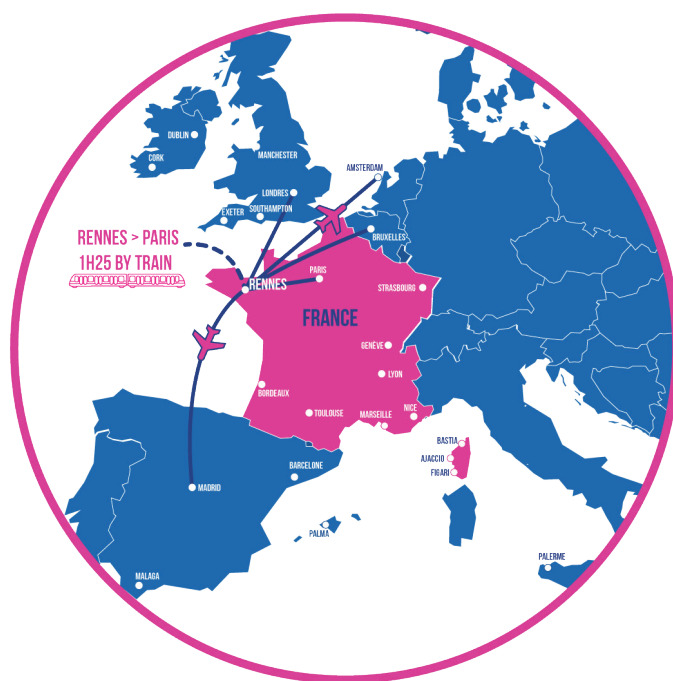 DUBLIN
CORK
MANCHESTER
AMSTERDAM
LONDRES
EXETER
SOUTHAMPTON
BRUXELLES
RENNES > PARIS
1H25 BY TRAIN
PARIS
RENNES
STRASBOURG
FRANCE
GENÈVE
LYON
BORDEAUX
TOULOUSE
MARSEILLE
NICE
BASTIA
AJACCIO
FIGARI
BARCELONE
MADRID
PALMA
PALERME
MALAGA